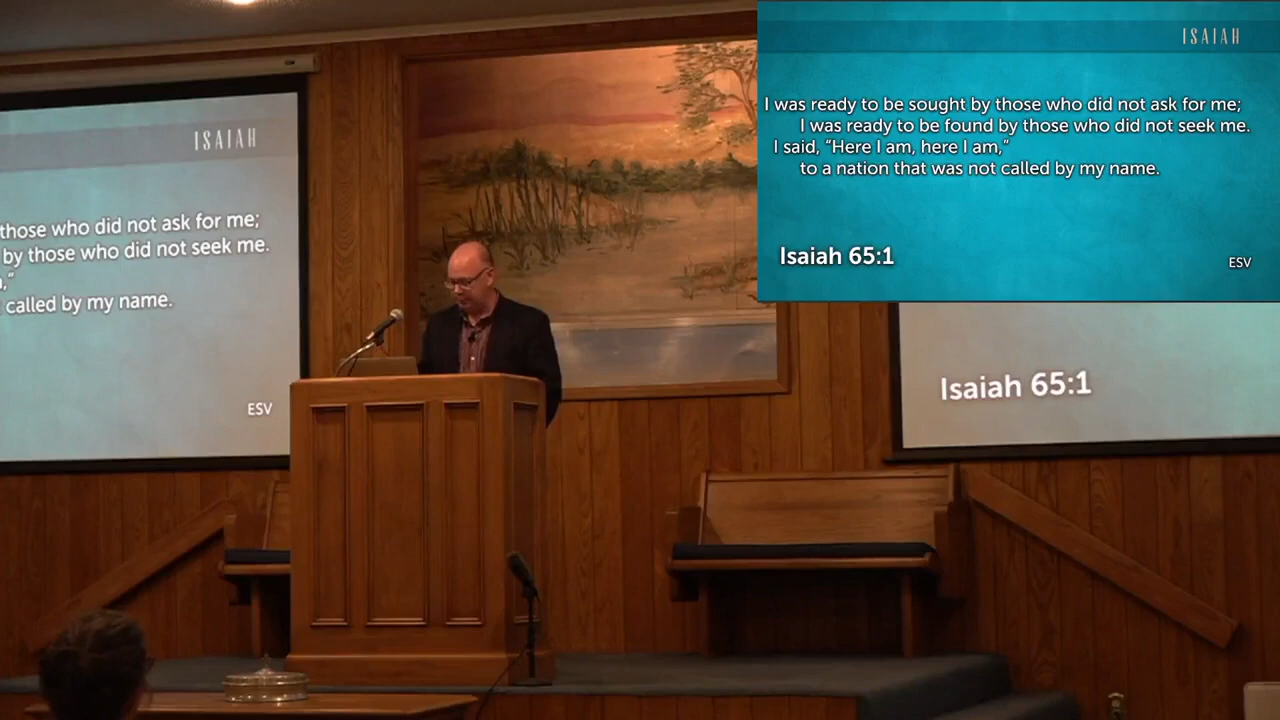 ISAIAH
I was ready to be sought by those who did not ask for me;
I was ready to be found by those who did not seek me.
I said, “Here I am, here I am,”
to a nation that was not called by my name.
Isaiah 65:1
ESV
ISAIAH
those who did not ask for me;
by those who did not seek me.
,”
called by my name.
ESV
Isaiah 65:1